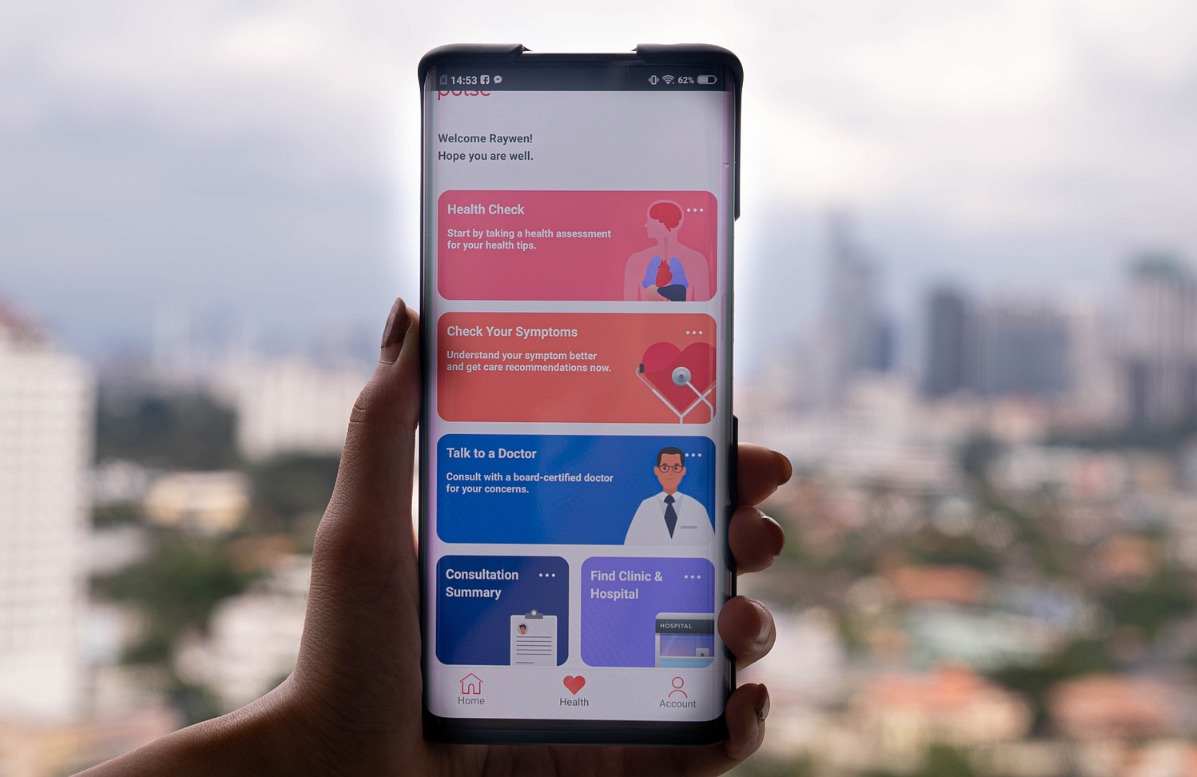 14:53
62%
pulse
Welcome Raywen!
Hope you are well.
Health Check
Start by taking a health assessment
for your health tips.
Check Your Symptoms
Understand your symptom better
and get care recommendations now.
Talk to a Doctor
Consult with a board-certified doctor
for your concerns.
Consultation
Summary
Find Clinic &
Hospital
HOSPITAL
Home
Health
Account